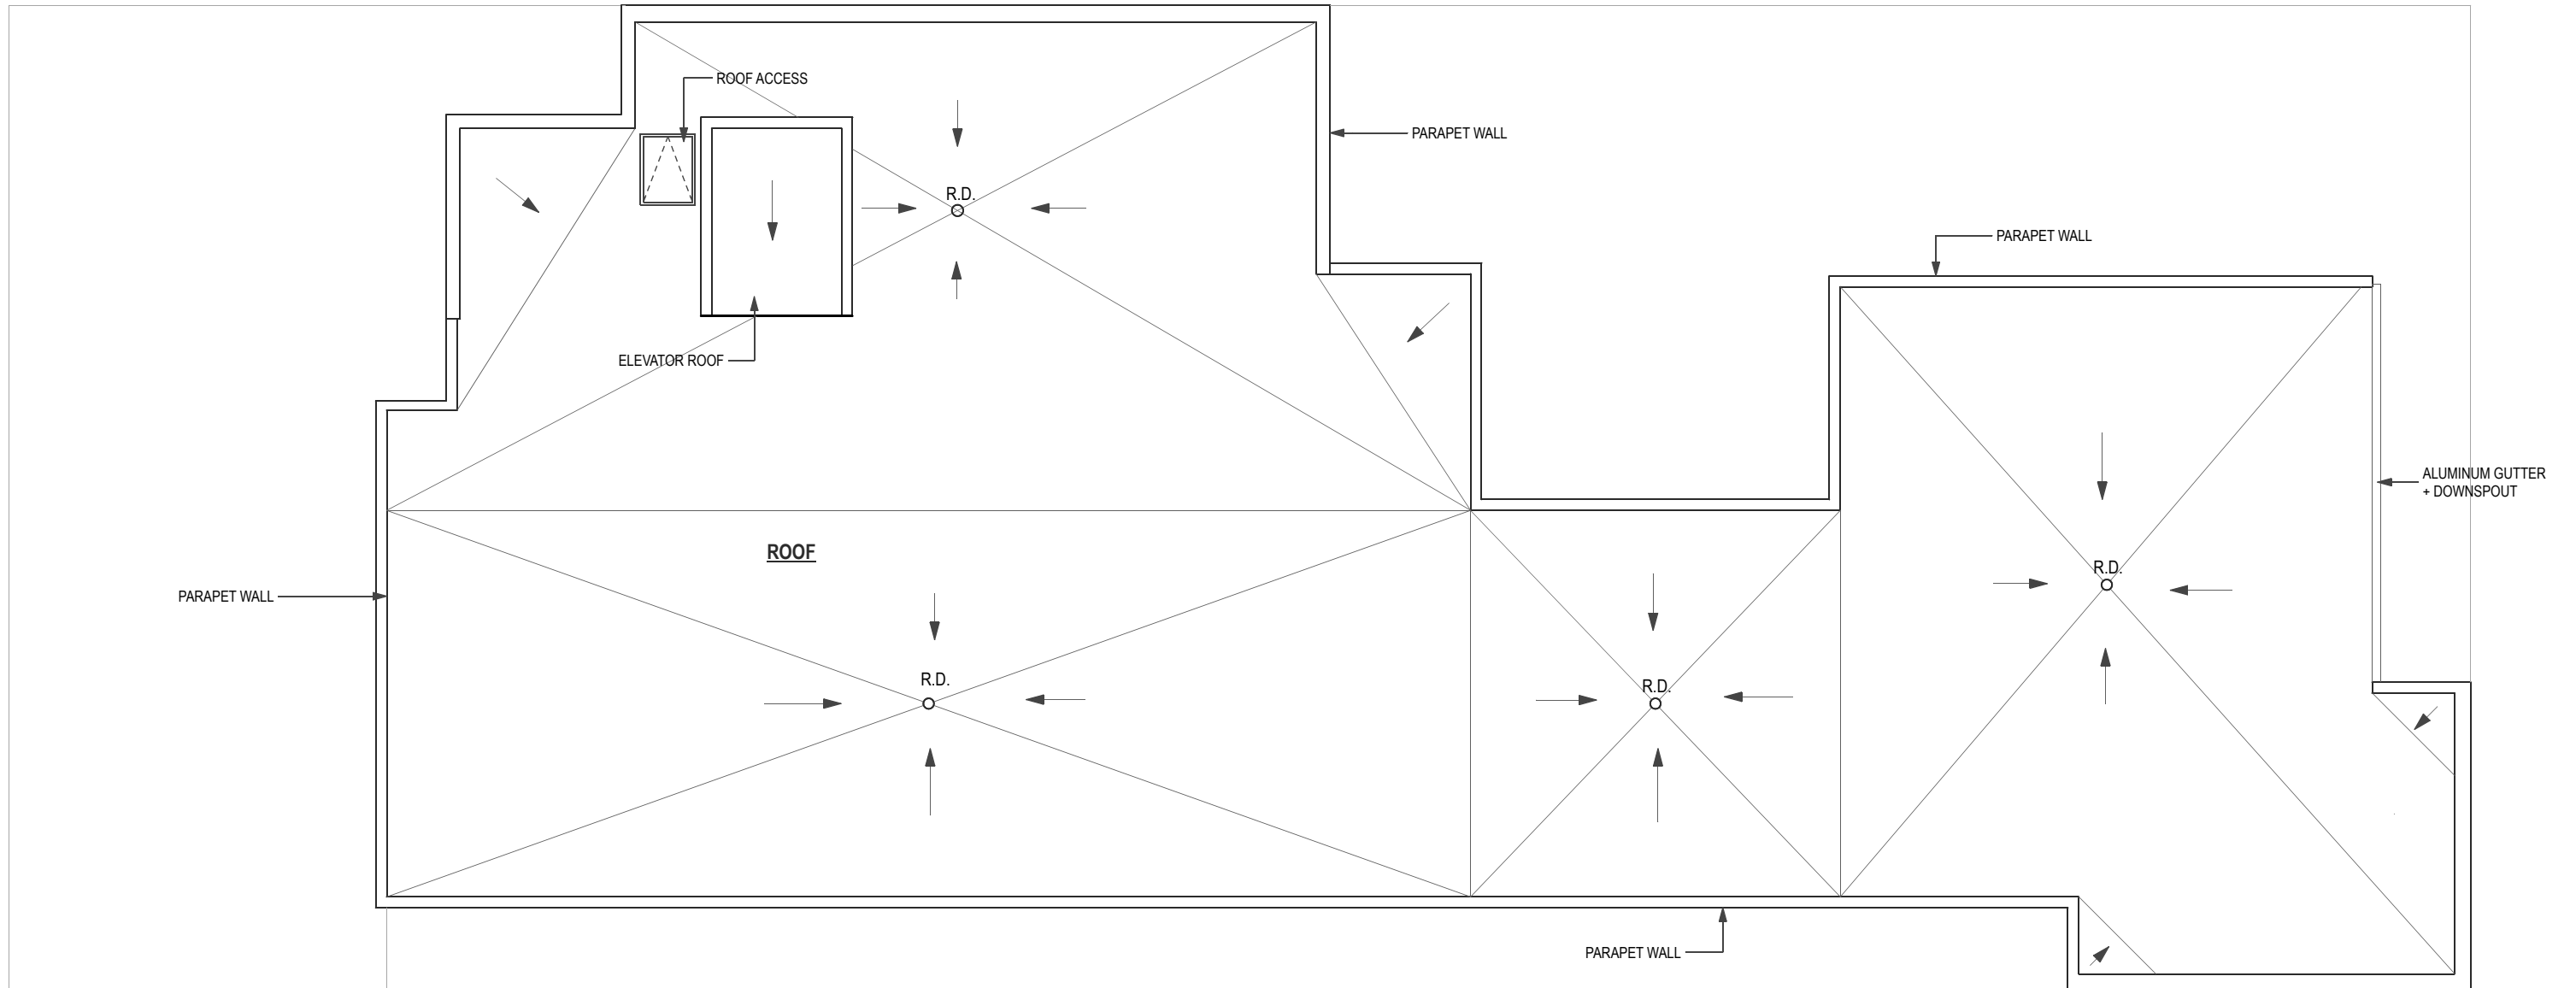 ROOF ACCESS
PARAPET WALL
R.D.
PARAPET WALL
ELEVATOR ROOF
ALUMINUM GUTTER
+ DOWNSPOUT
ROOF
R.D.
PARAPET WALL
R.D.
R.D.
PARAPET WALL